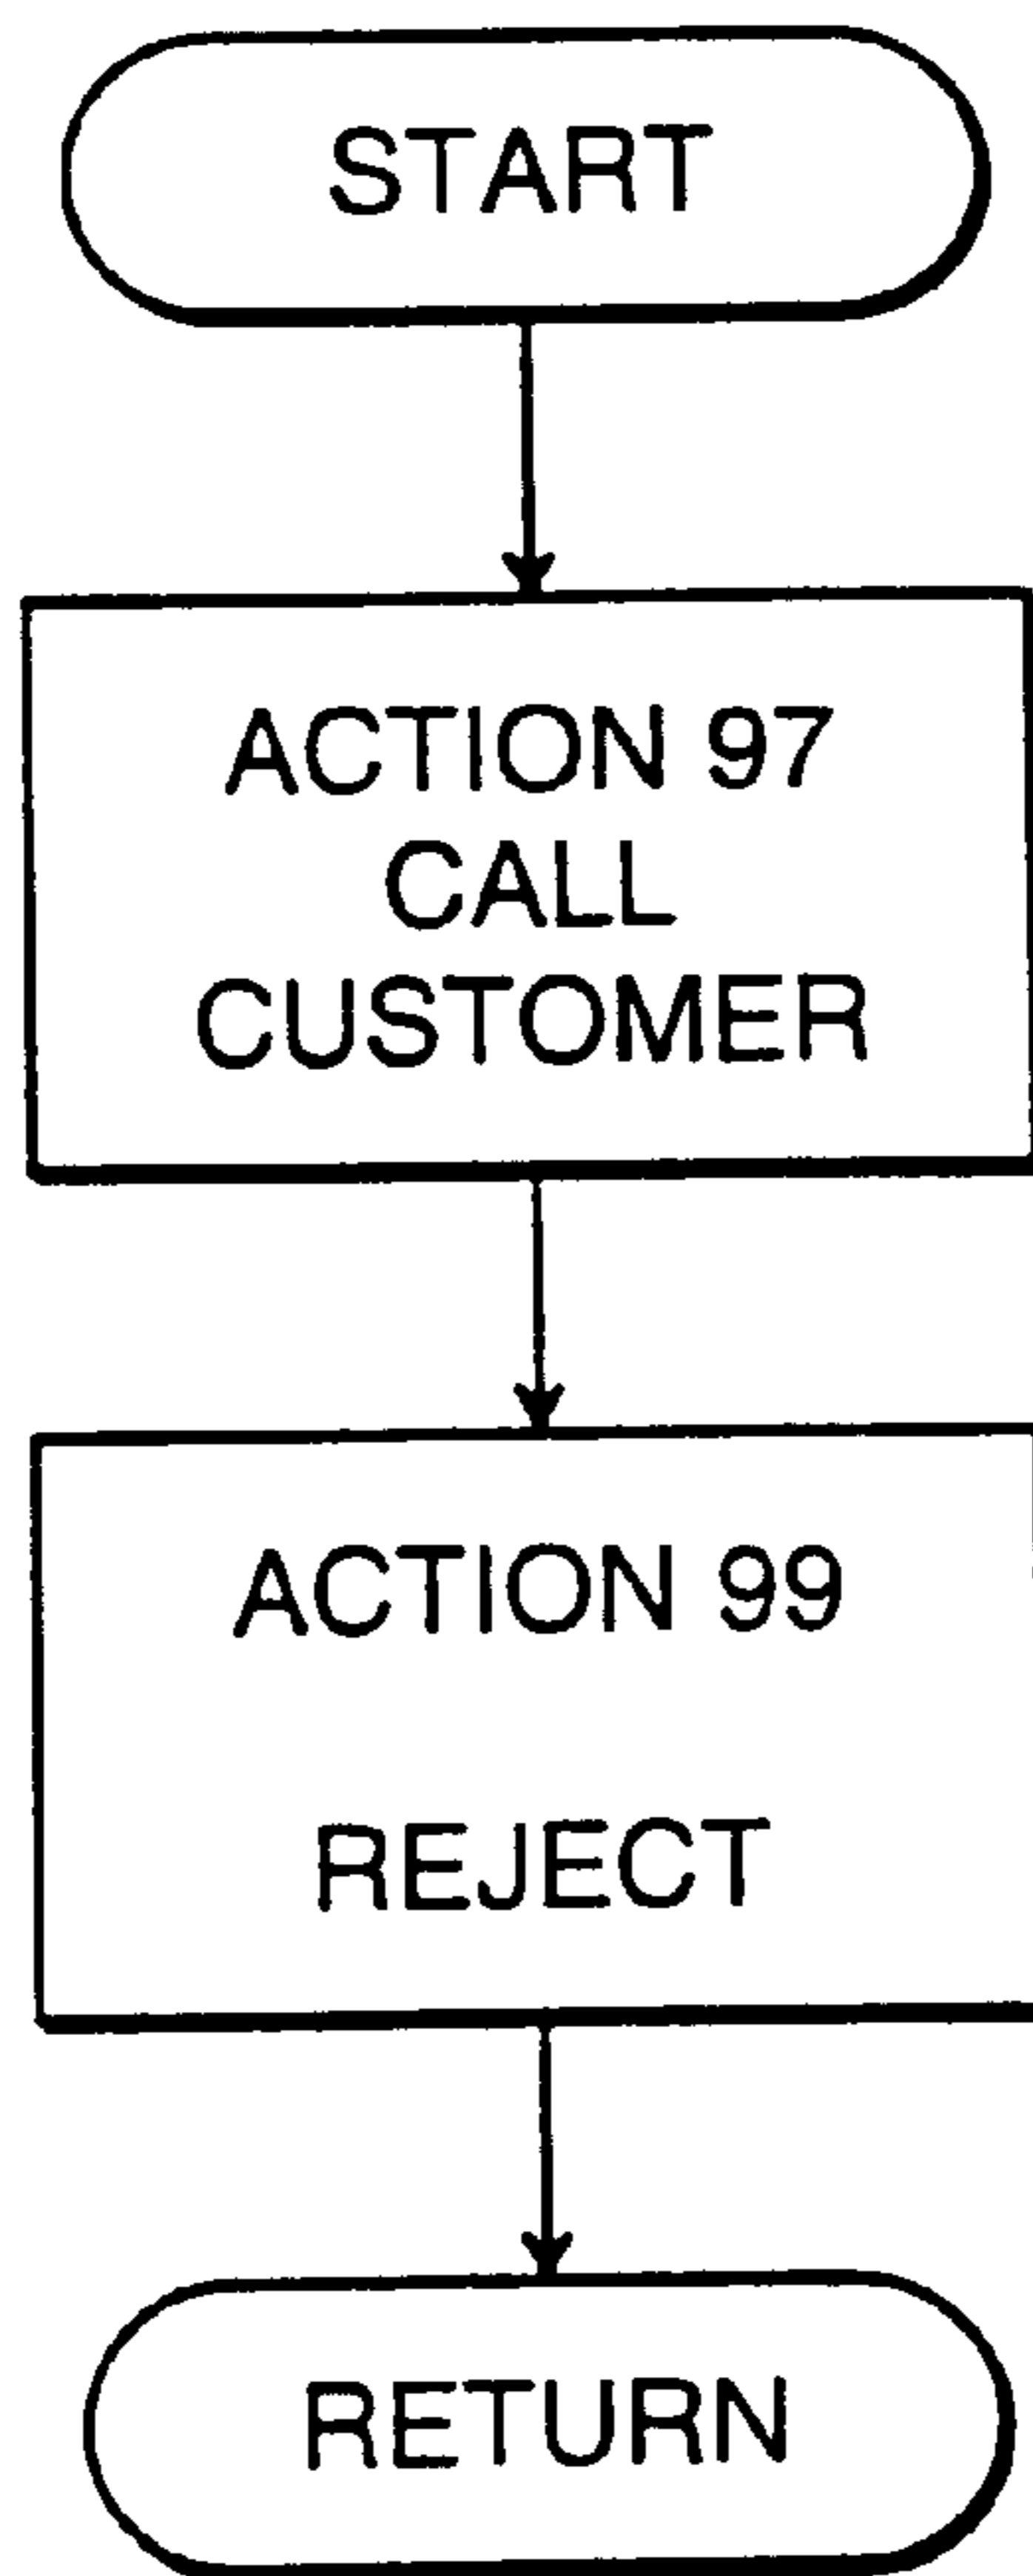 START
ACTION 97
CALL
CUSTOMER
ACTION 99
REJECT
RETURN